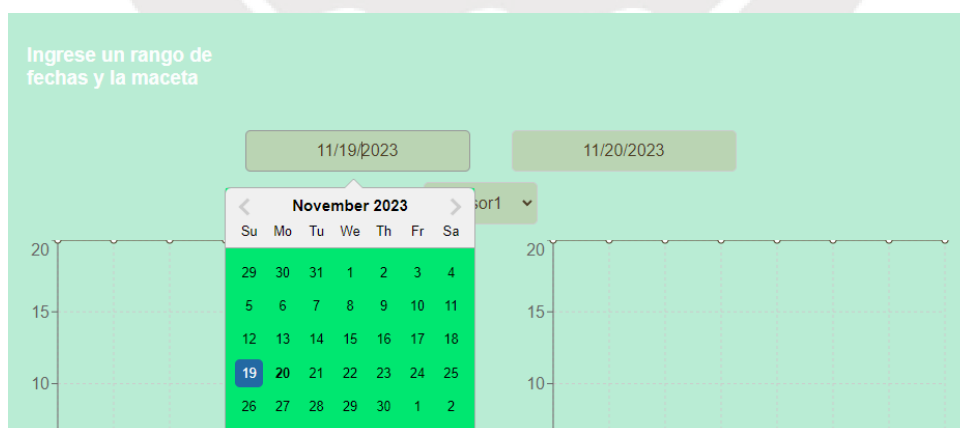 Ingrese un rango de
fechas y la maceta
11/19/2023
11/20/2023
sor1
November 2023
Su Mo Tu We Th Fr Sa
29 30 31 1 2 3 4
5 6 7 8 9 10 11
12 13 14 15 16 17 18
19 20 21 22 23 24 25
26 27 28 29 30 1 2
20
15
10
20
15
10